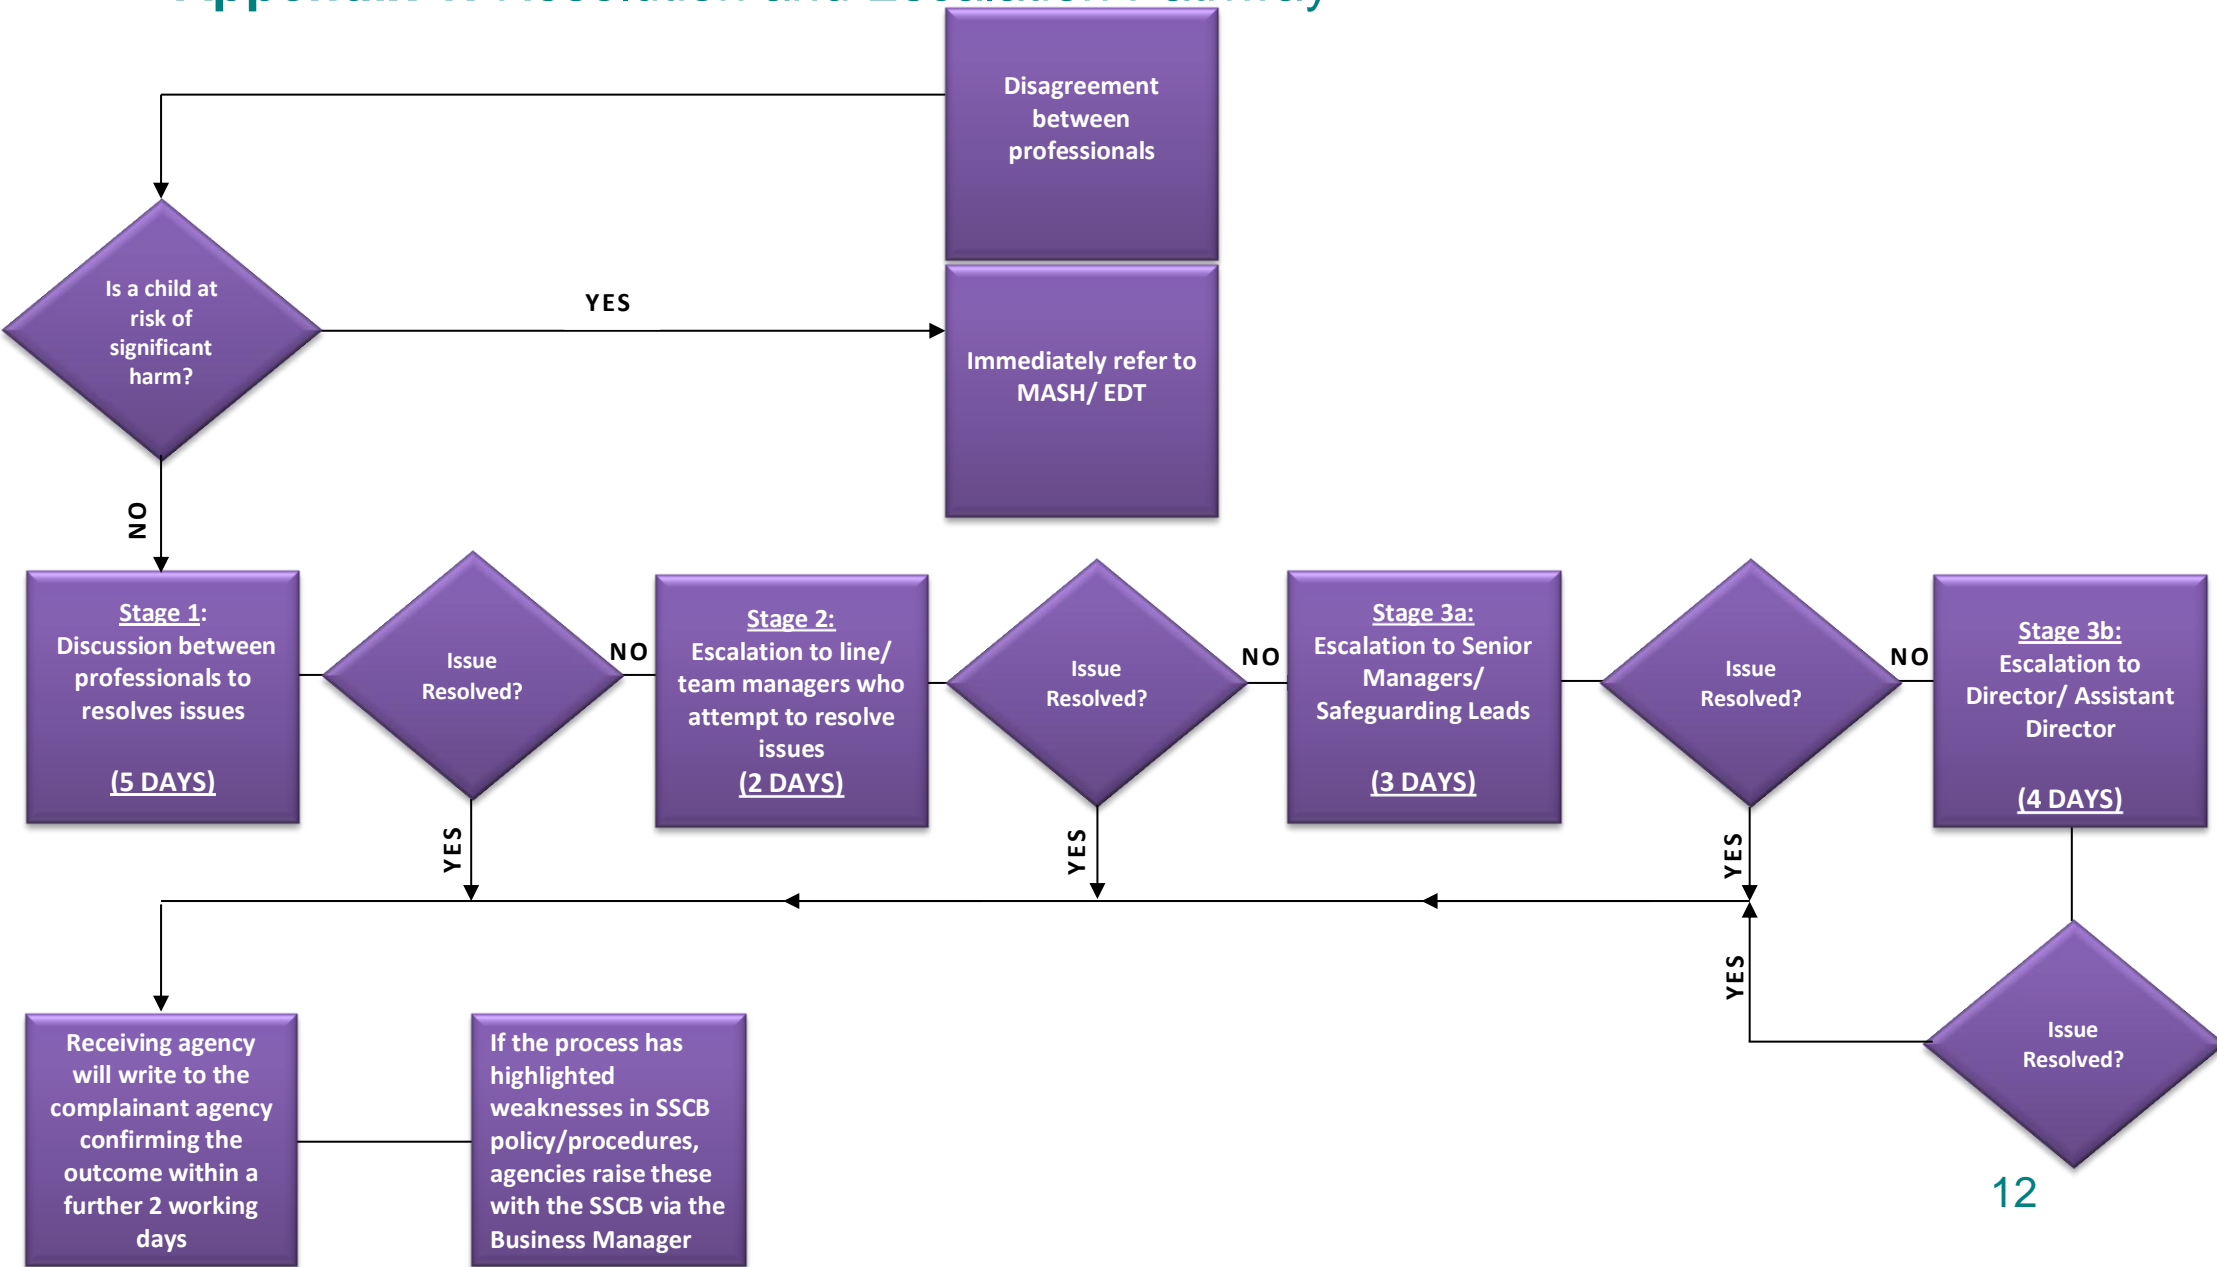 Resolution and Escalation Pathway
Disagreement
between
professionals
Is a child at
risk of
significant
harm?
YES
Immediately refer to
MASH/ EDT
NO
Stage 1:
Discussion between
professionals to
resolves issues
(5 DAYS)
Issue
Resolved?
NO
Stage 2:
Escalation to line/
team managers who
attempt to resolve
issues
(2 DAYS)
Issue
Resolved?
NO
Stage 3a:
Escalation to Senior
Managers/
Safeguarding Leads
(3 DAYS)
Issue
Resolved?
NO
Stage 3b:
Escalation to
Director/ Assistant
Director
(4 DAYS)
YES
YES
YES
YES
Issue
Resolved?
Receiving agency
will write to the
complainant agency
confirming the
outcome within a
further 2 working
days
If the process has
highlighted
weaknesses in SSCB
policy/procedures,
agencies raise these
with the SSCB via the
Business Manager
12